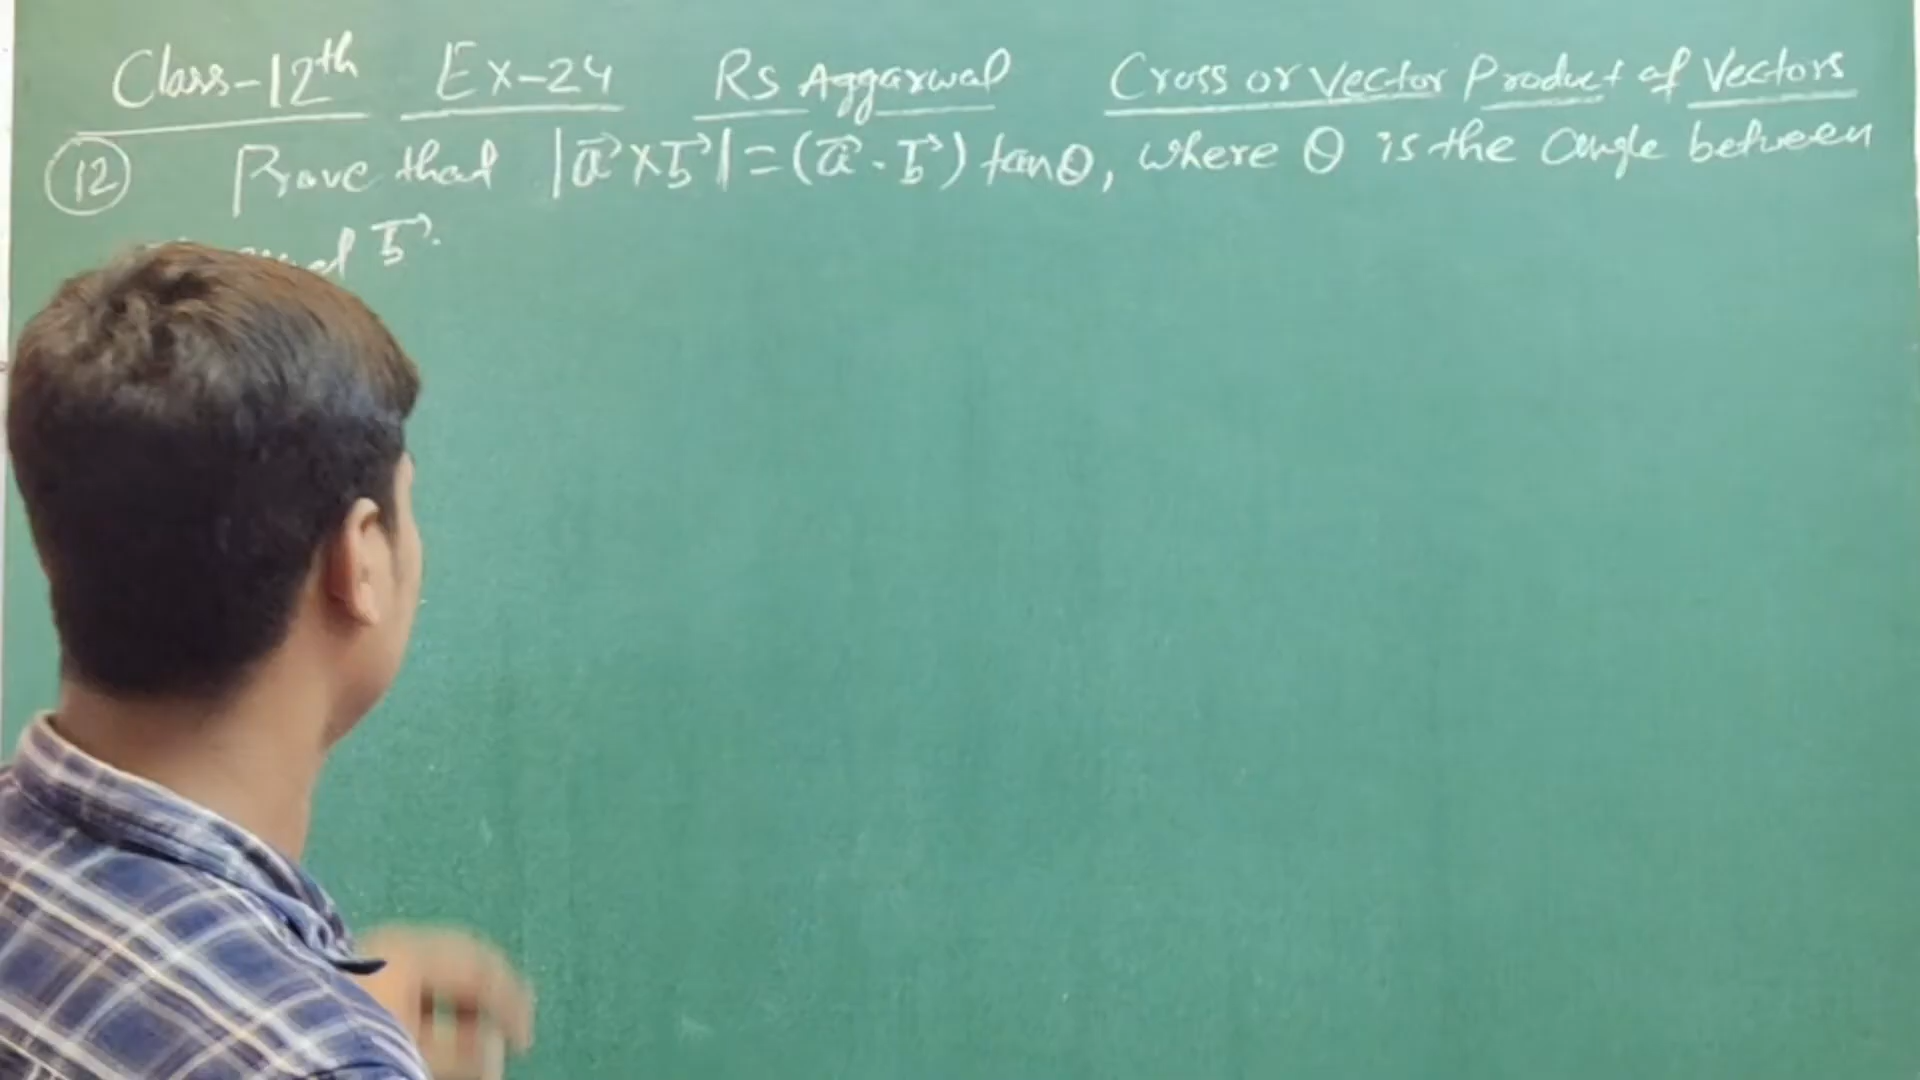 Class-12th Ex-24 RS Aggarwal Cross or Vector Product of Vectors
12 Prove that |a⃗×b⃗|=(a⃗·b⃗) tanθ, where θ is the angle between
and b⃗.